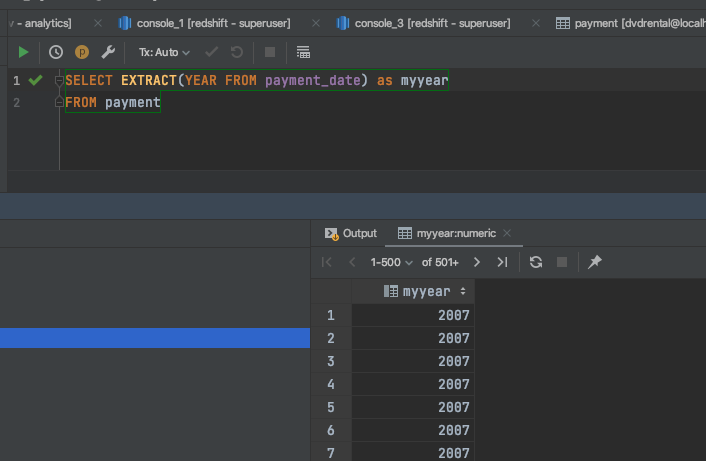 v - analytics] console_1 [redshift - superuser] console_3 [redshift - superuser] payment [dvdrental@localh
P Tx: Auto
1 SELECT EXTRACT(YEAR FROM payment_date) as myyear
2 FROM payment
Output myyear:numeric
1-500 of 501+
myyear
1 2007
2 2007
3 2007
4 2007
5 2007
6 2007
7 2007